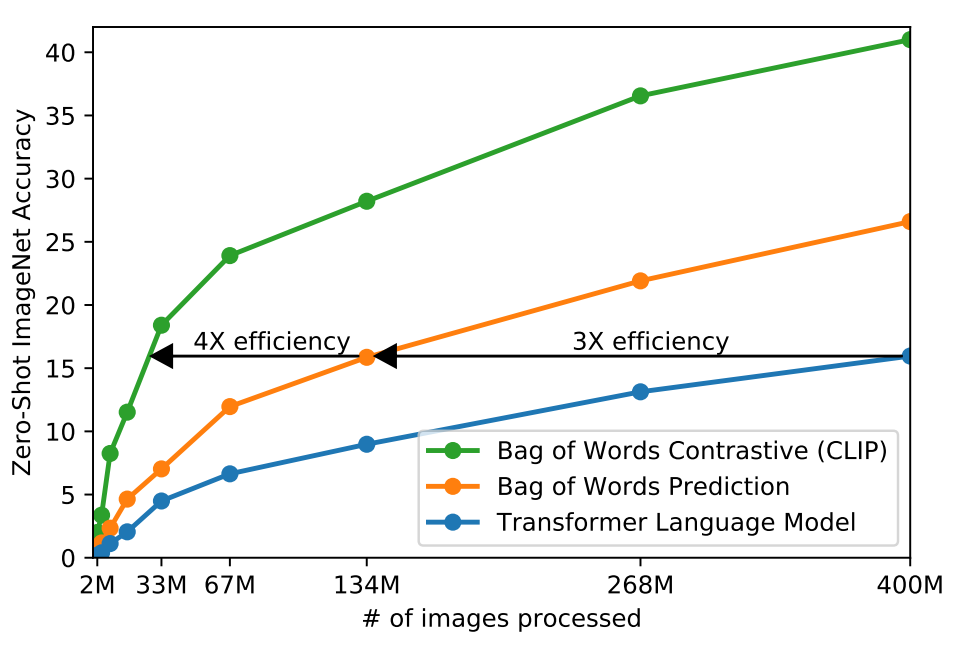 40
35
30
25
20
15
10
5
0
Zero-Shot ImageNet Accuracy
4X efficiency
3X efficiency
Bag of Words Contrastive (CLIP)
Bag of Words Prediction
Transformer Language Model
2M 33M 67M 134M 268M 400M
# of images processed